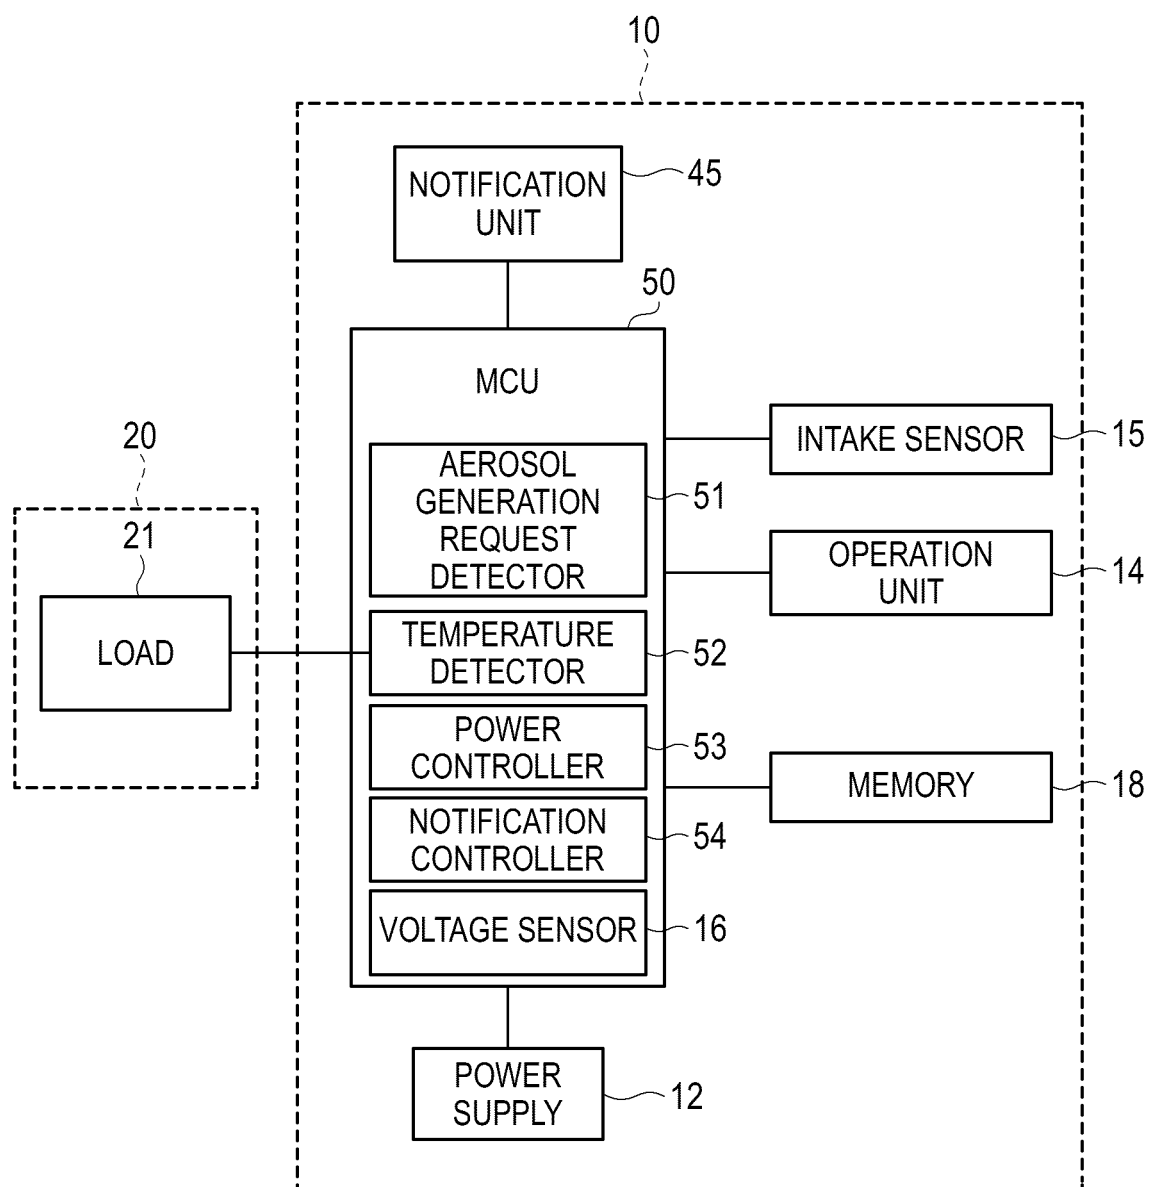 10
NOTIFICATION
UNIT
45
50
MCU
INTAKE SENSOR
15
20
AEROSOL
GENERATION
REQUEST
DETECTOR
51
21
OPERATION
UNIT
14
LOAD
TEMPERATURE
DETECTOR
52
POWER
CONTROLLER
53
MEMORY
18
NOTIFICATION
CONTROLLER
54
VOLTAGE SENSOR
16
POWER
SUPPLY
12